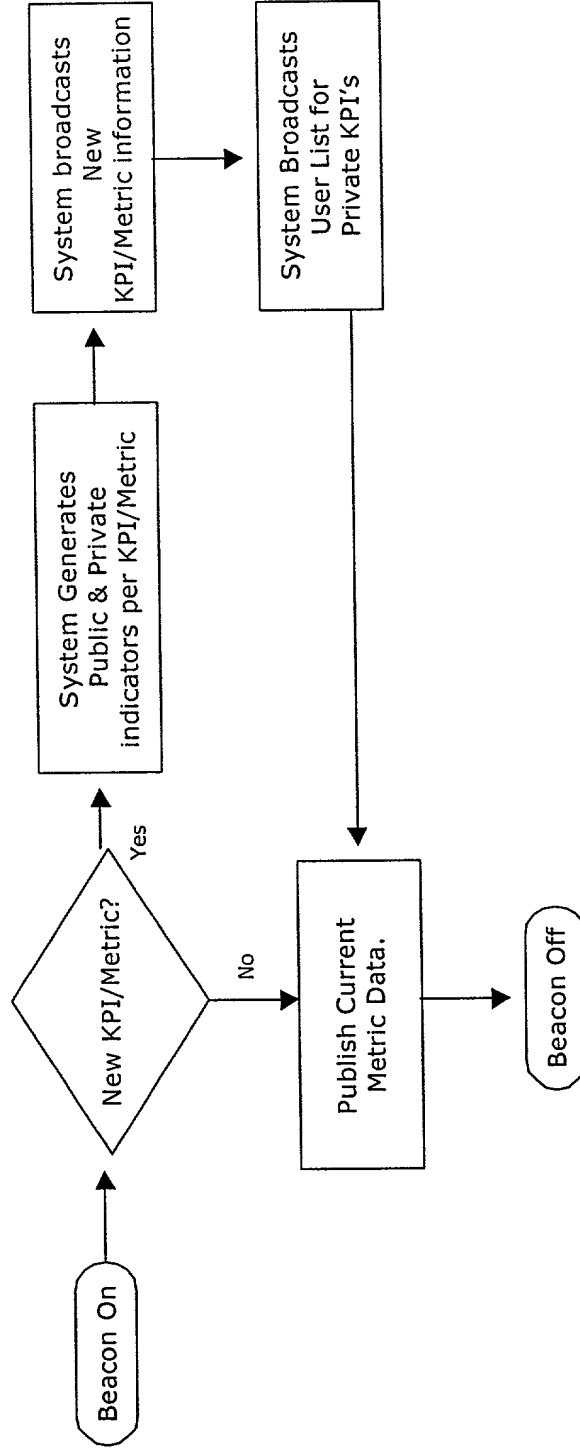 Beacon On
New KPI/Metric?
Yes
System Generates
Public & Private
indicators per KPI/Metric
System broadcasts
New
KPI/Metric information
System Broadcasts
User List for
Private KPI's
No
Publish Current
Metric Data.
Beacon Off